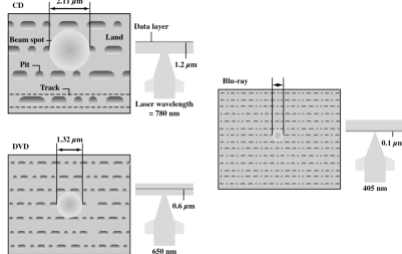 CD
2.11 μm
Data layer
Beam spot
Land
Pit
1.2 μm
Track
Laser wavelength
= 780 nm
Blu-ray
0.1 μm
405 nm
DVD
1.32 μm
0.6 μm
650 nm